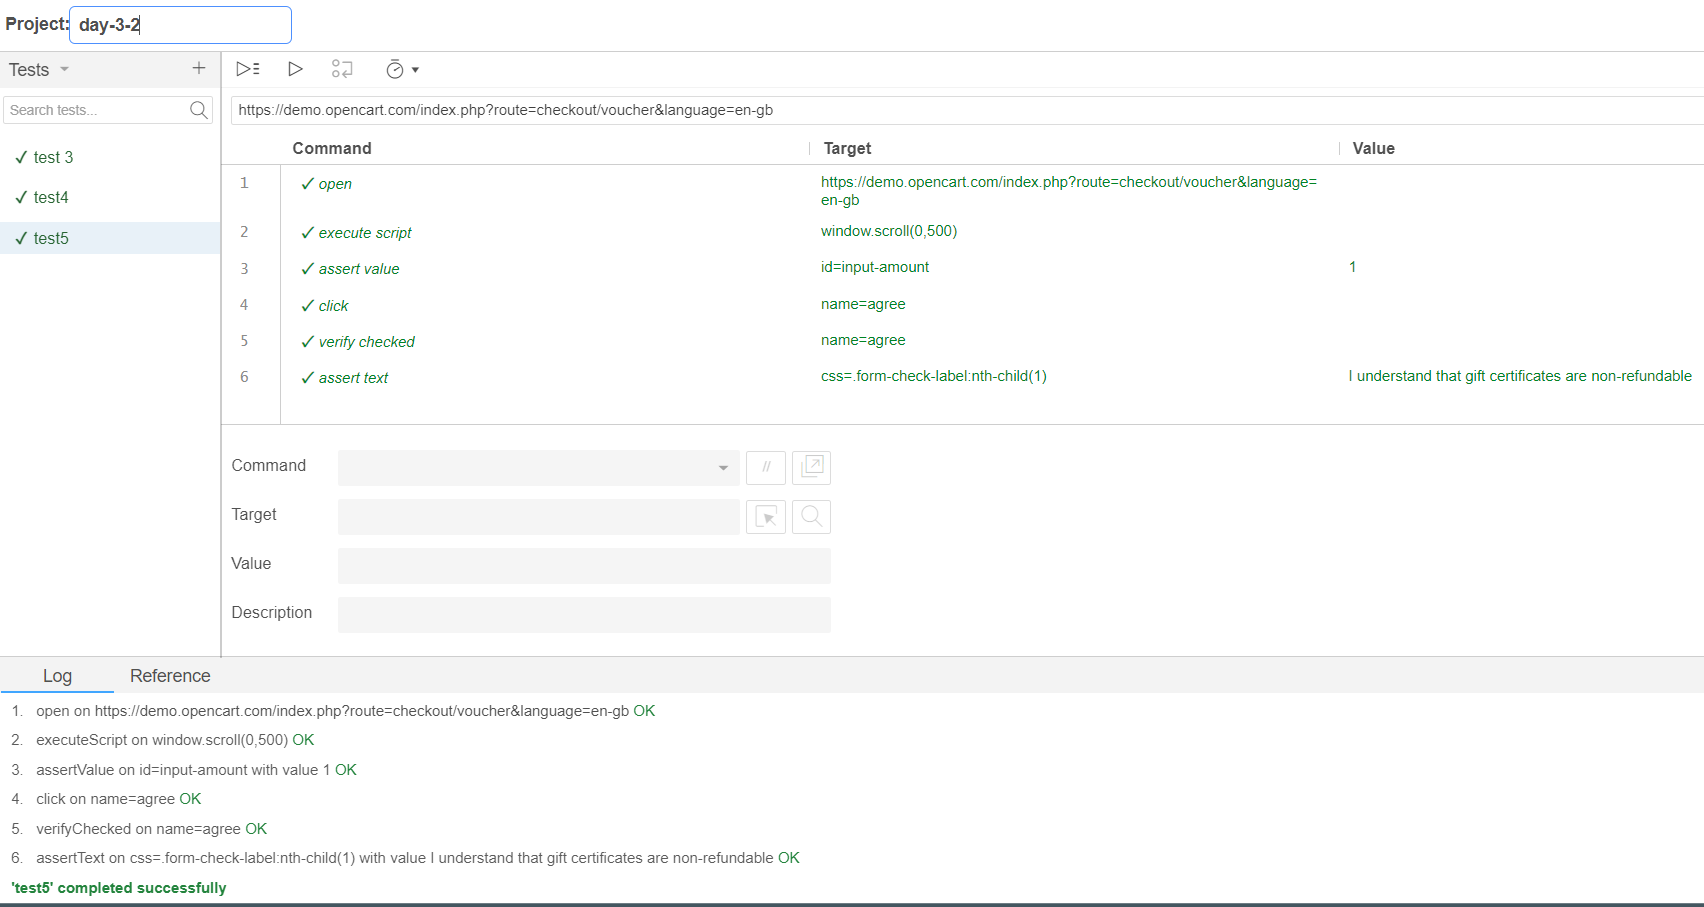 Project: day-3-2
Tests
Search tests...
✓ test 3
✓ test4
✓ test5
https://demo.opencart.com/index.php?route=checkout/voucher&language=en-gb
Command Target Value
1 ✓ open https://demo.opencart.com/index.php?route=checkout/voucher&language=
en-gb
2 ✓ execute script window.scroll(0,500)
3 ✓ assert value id=input-amount 1
4 ✓ click name=agree
5 ✓ verify checked name=agree
6 ✓ assert text css=.form-check-label:nth-child(1) I understand that gift certificates are non-refundable
Command //
Target
Value
Description
Log Reference
1. open on https://demo.opencart.com/index.php?route=checkout/voucher&language=en-gb OK
2. executeScript on window.scroll(0,500) OK
3. assertValue on id=input-amount with value 1 OK
4. click on name=agree OK
5. verifyChecked on name=agree OK
6. assertText on css=.form-check-label:nth-child(1) with value I understand that gift certificates are non-refundable OK
'test5' completed successfully